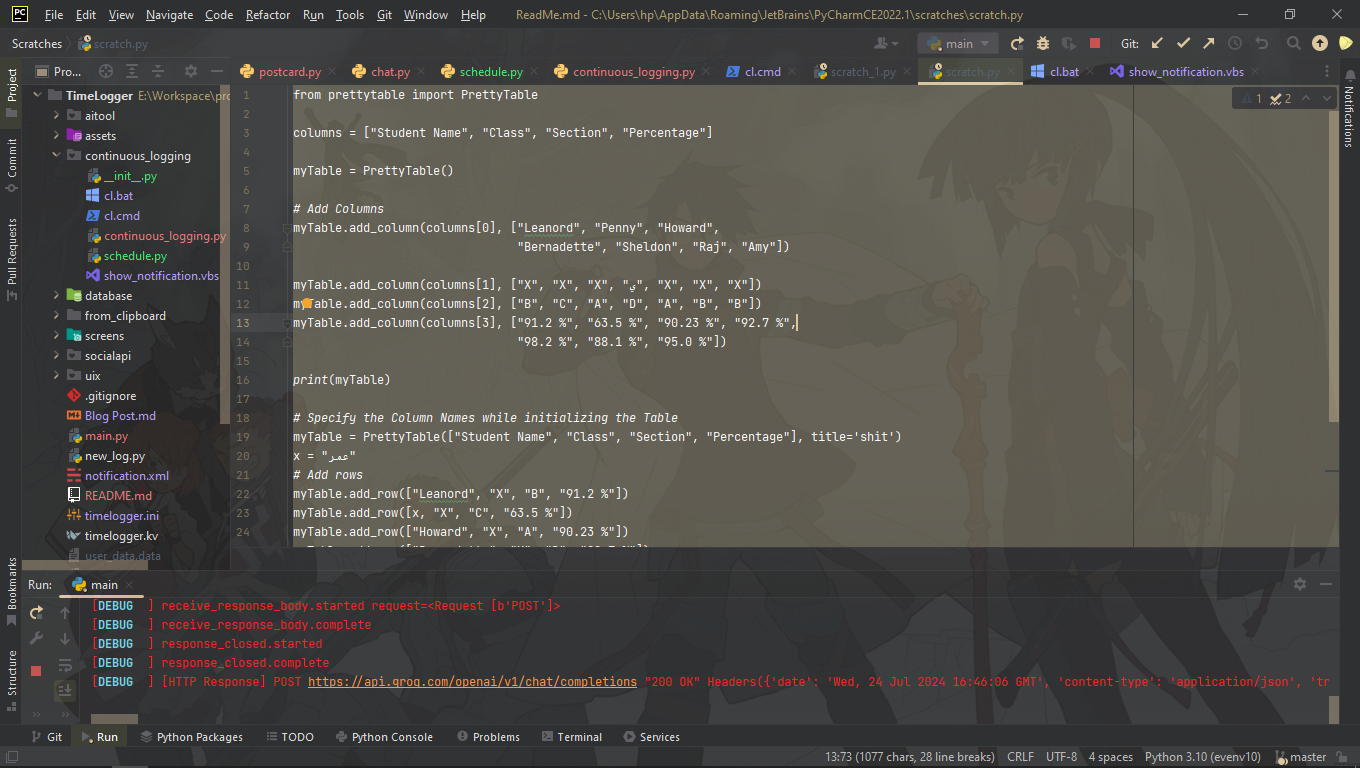 File Edit View Navigate Code Refactor Run Tools Git Window Help ReadMe.md - C:\Users\hp\AppData\Roaming\JetBrains\PyCharmCE2022.1\scratches\scratch.py
Scratches scratch.py main Git:
Project Pro... postcard.py chat.py schedule.py continuous_logging.py cl.cmd scratch_1.py scratch.py cl.bat show_notification.vbs
Notifications
Commit
Pull Requests
Bookmarks
Structure
TimeLogger E:\Workspace\pro
aitool
assets
continuous_logging
__init__.py
cl.bat
cl.cmd
continuous_logging.py
schedule.py
show_notification.vbs
database
from_clipboard
screens
socialapi
uix
.gitignore
Blog Post.md
main.py
new_log.py
notification.xml
README.md
timelogger.ini
timelogger.kv
user_data.data
1 2
1 from prettytable import PrettyTable
2
3 columns = ["Student Name", "Class", "Section", "Percentage"]
4
5 myTable = PrettyTable()
6
7 # Add Columns
8 myTable.add_column(columns[0], ["Leanord", "Penny", "Howard",
9 "Bernadette", "Sheldon", "Raj", "Amy"])
10
11 myTable.add_column(columns[1], ["X", "X", "X", "ي", "X", "X", "X"])
12 myTable.add_column(columns[2], ["B", "C", "A", "D", "A", "B", "B"])
13 myTable.add_column(columns[3], ["91.2 %", "63.5 %", "90.23 %", "92.7 %",
14 "98.2 %", "88.1 %", "95.0 %"])
15
16 print(myTable)
17
18 # Specify the Column Names while initializing the Table
19 myTable = PrettyTable(["Student Name", "Class", "Section", "Percentage"], title='shit')
20 x = "عمر"
21 # Add rows
22 myTable.add_row(["Leanord", "X", "B", "91.2 %"])
23 myTable.add_row([x, "X", "C", "63.5 %"])
24 myTable.add_row(["Howard", "X", "A", "90.23 %"])
Run: main
[DEBUG ] receive_response_body.started request=<Request [b'POST']>
[DEBUG ] receive_response_body.complete
[DEBUG ] response_closed.started
[DEBUG ] response_closed.complete
[DEBUG ] [HTTP Response] POST https://api.groq.com/openai/v1/chat/completions "200 OK" Headers({'date': 'Wed, 24 Jul 2024 16:46:06 GMT', 'content-type': 'application/json', 'tr
Git Run Python Packages TODO Python Console Problems Terminal Services
13:73 (1077 chars, 28 line breaks) CRLF UTF-8 4 spaces Python 3.10 (evenv10) master